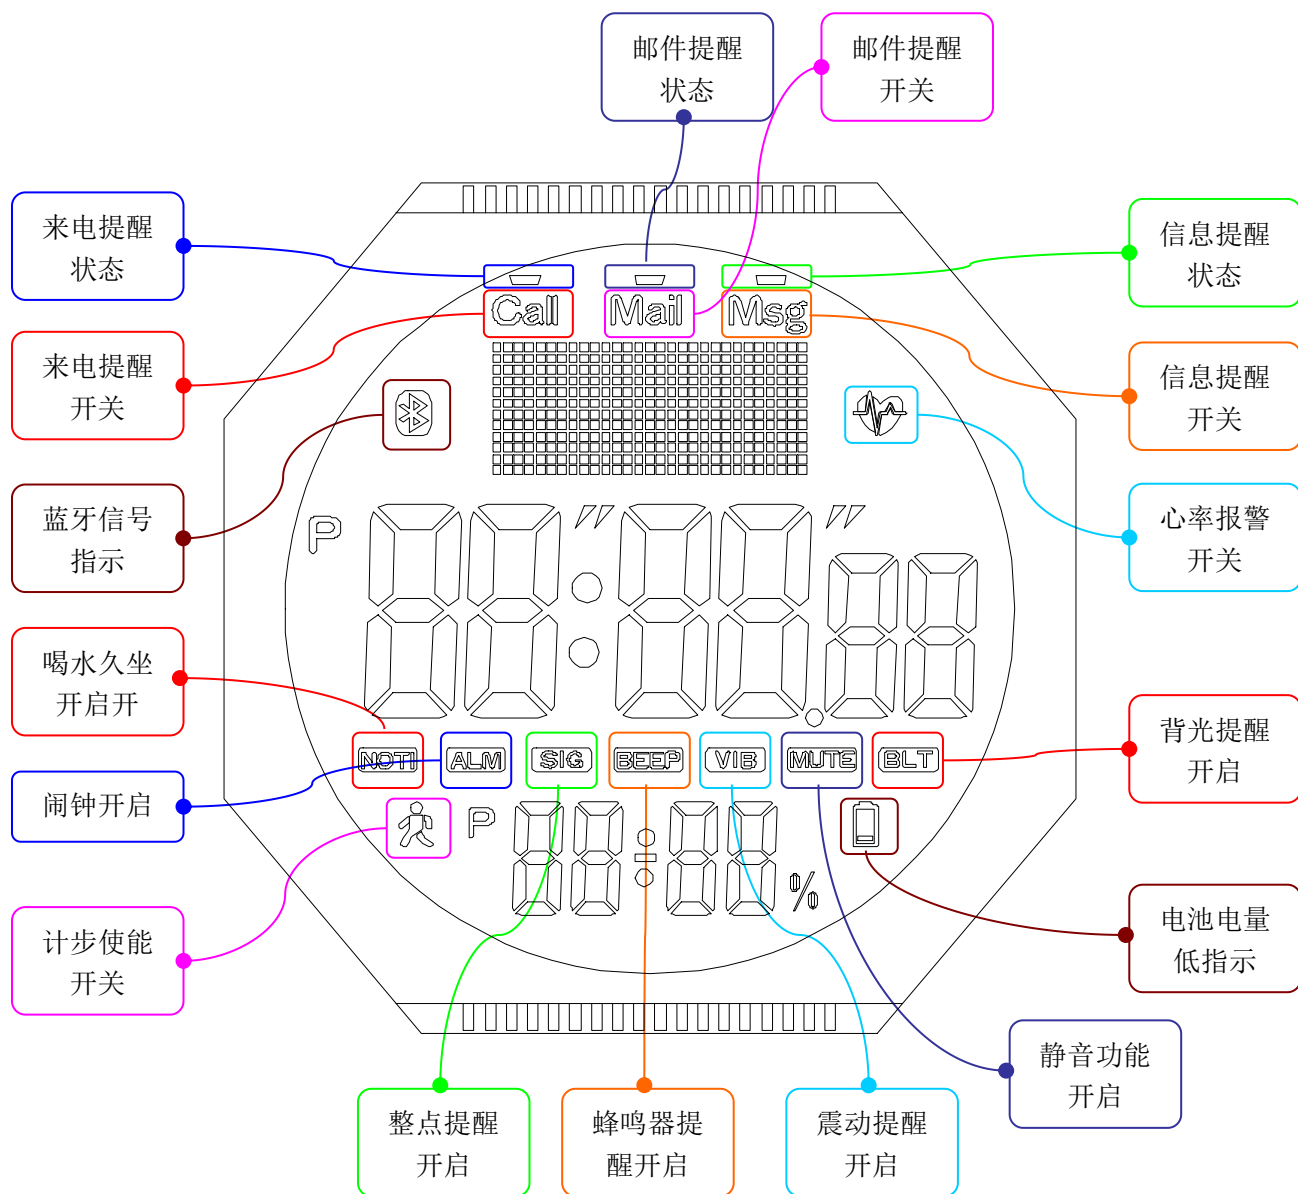 邮件提醒
状态
邮件提醒
开关
来电提醒
状态
信息提醒
状态
Call
Mail
Msg
来电提醒
开关
信息提醒
开关
蓝牙信号
指示
心率报警
开关
P
喝水久坐
开启开
背光提醒
开启
NOTI
ALM
SIG
BEEP
VIB
MUTE
BLT
闹钟开启
P
88:88
%
计步使能
开关
电池电量
低指示
静音功能
开启
整点提醒
开启
蜂鸣器提
醒开启
震动提醒
开启